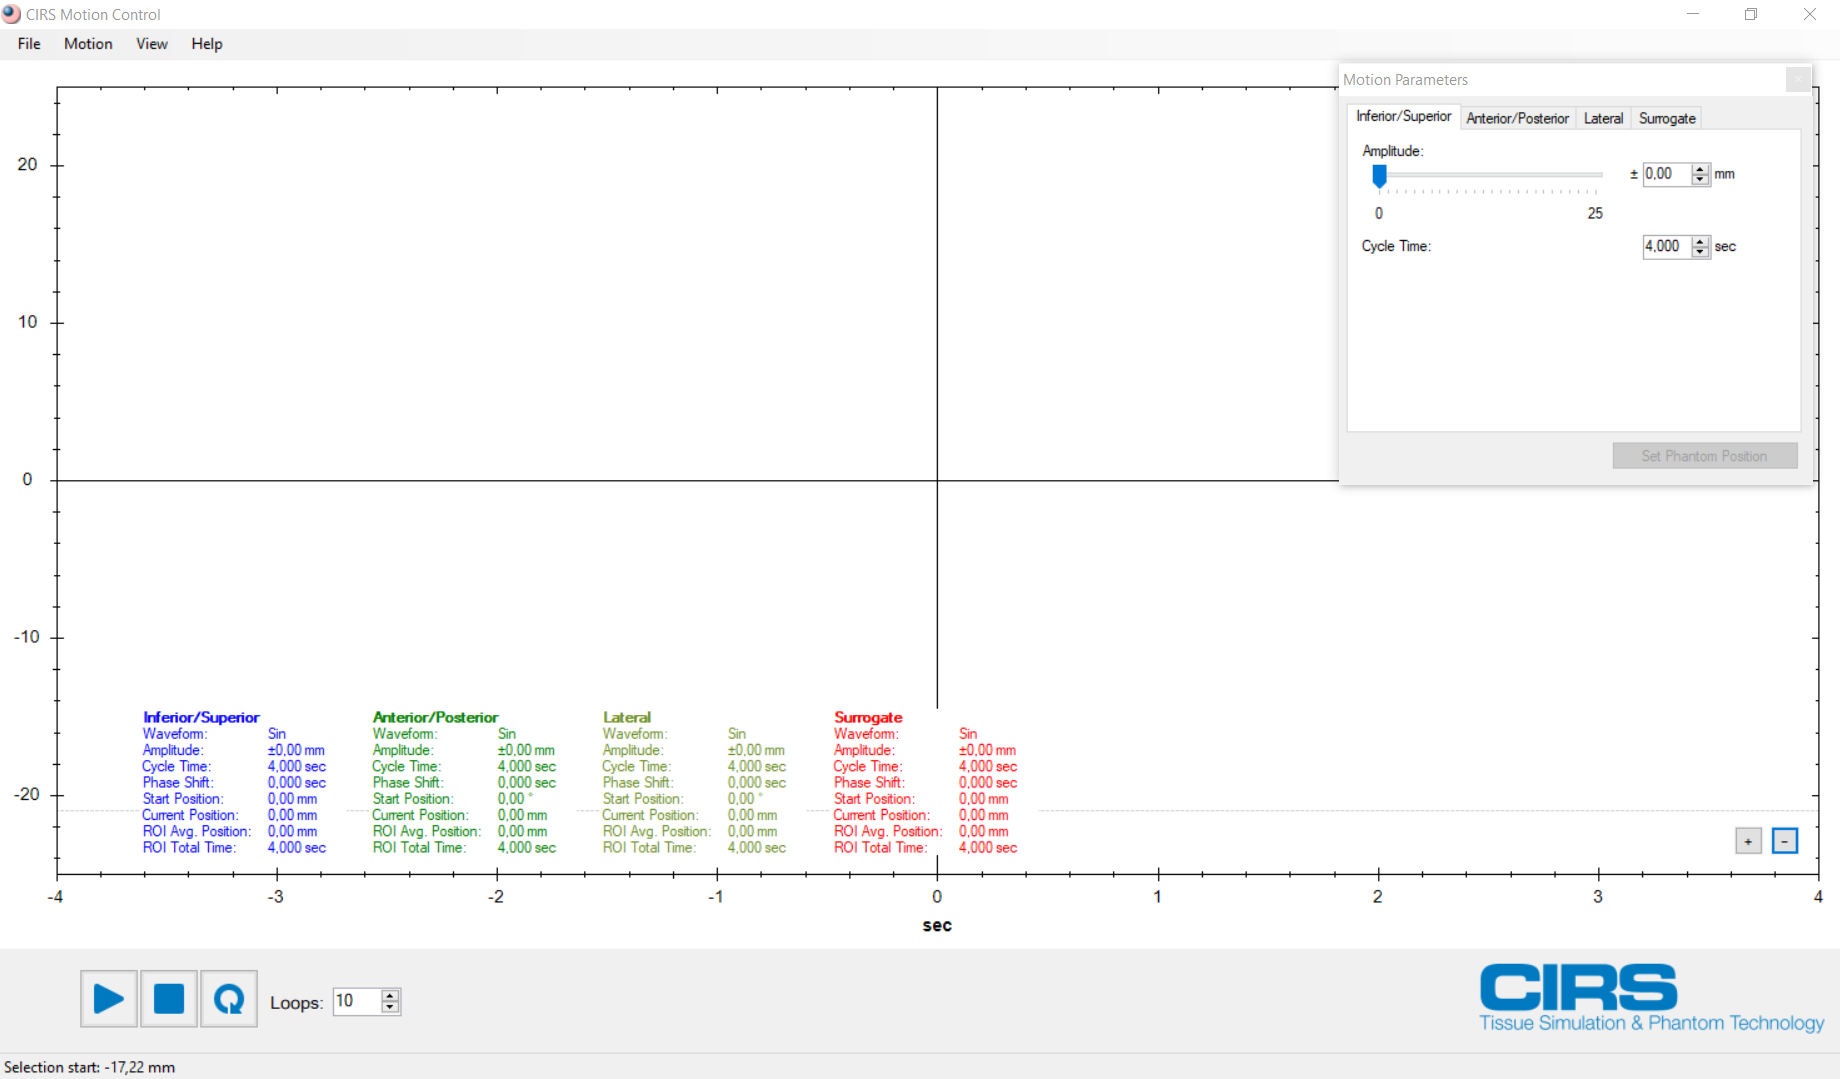 CIRS Motion Control
File Motion View Help
Motion Parameters
Inferior/Superior Anterior/Posterior Lateral Surrogate
Amplitude:
± 0,00 mm
0 25
Cycle Time: 4,000 sec
Set Phantom Position
20
10
0
-10
-20
Inferior/Superior
Waveform: Sin
Amplitude: ±0,00 mm
Cycle Time: 4,000 sec
Phase Shift: 0,000 sec
Start Position: 0,00 mm
Current Position: 0,00 mm
ROI Avg. Position: 0,00 mm
ROI Total Time: 4,000 sec
Anterior/Posterior
Waveform: Sin
Amplitude: ±0,00 mm
Cycle Time: 4,000 sec
Phase Shift: 0,000 sec
Start Position: 0,00 °
Current Position: 0,00 mm
ROI Avg. Position: 0,00 mm
ROI Total Time: 4,000 sec
Lateral
Waveform: Sin
Amplitude: ±0,00 mm
Cycle Time: 4,000 sec
Phase Shift: 0,000 sec
Start Position: 0,00 °
Current Position: 0,00 mm
ROI Avg. Position: 0,00 mm
ROI Total Time: 4,000 sec
Surrogate
Waveform: Sin
Amplitude: ±0,00 mm
Cycle Time: 4,000 sec
Phase Shift: 0,000 sec
Start Position: 0,00 mm
Current Position: 0,00 mm
ROI Avg. Position: 0,00 mm
ROI Total Time: 4,000 sec
+ -
-4 -3 -2 -1 0 1 2 3 4
sec
Loops: 10
CIRS
Tissue Simulation & Phantom Technology
Selection start: -17,22 mm